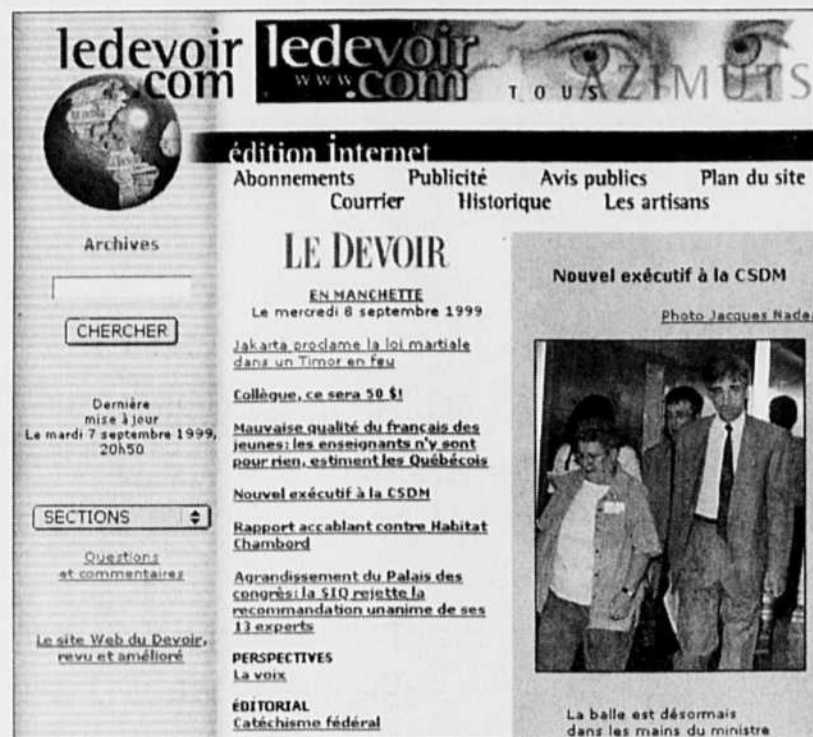 ledevoir
.com
ledevoir
www.com
TOUS AZIMUTS
édition internet
Abonnements Publicité Avis publics Plan du site
Courrier Historique Les artisans
Archives
CHERCHER
Dernière
mise à jour
Le mardi 7 septembre 1999,
20h50
SECTIONS
Questions
et commentaires
Le site Web du Devoir,
revu et amélioré
LE DEVOIR
EN MANCHETTE
Le mercredi 8 septembre 1999
Jakarta proclame la loi martiale
dans un Timor en feu
Collègue, ce sera 50 $!
Mauvaise qualité du français des
jeunes: les enseignants n'y sont
pour rien, estiment les Québécois
Nouvel exécutif à la CSDM
Rapport accablant contre Habitat
Chambord
Agrandissement du Palais des
congrès: la SIQ rejette la
recommandation unanime de ses
13 experts
PERSPECTIVES
La voix
ÉDITORIAL
Catéchisme fédéral
Nouvel exécutif à la CSDM
Photo Jacques Nade
La balle est désormais
dans les mains du ministre